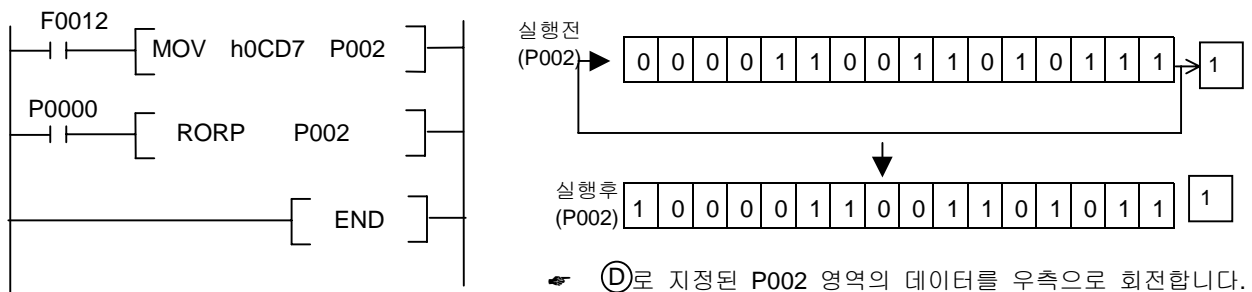 F0012
MOV h0CD7 P002
P0000
RORP P002
END
실행전
(P002)
0 0 0 0 1 1 0 0 1 1 0 1 0 1 1 1
1
실행후
(P002)
1 0 0 0 0 1 1 0 0 1 1 0 1 0 1 1
1
☞ Ⓓ로 지정된 P002 영역의 데이터를 우측으로 회전합니다.